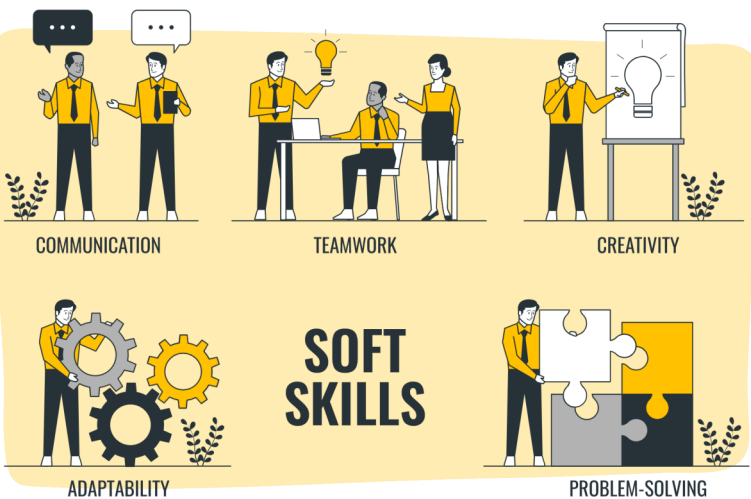 COMMUNICATION
TEAMWORK
CREATIVITY
SOFT
SKILLS
ADAPTABILITY
PROBLEM-SOLVING